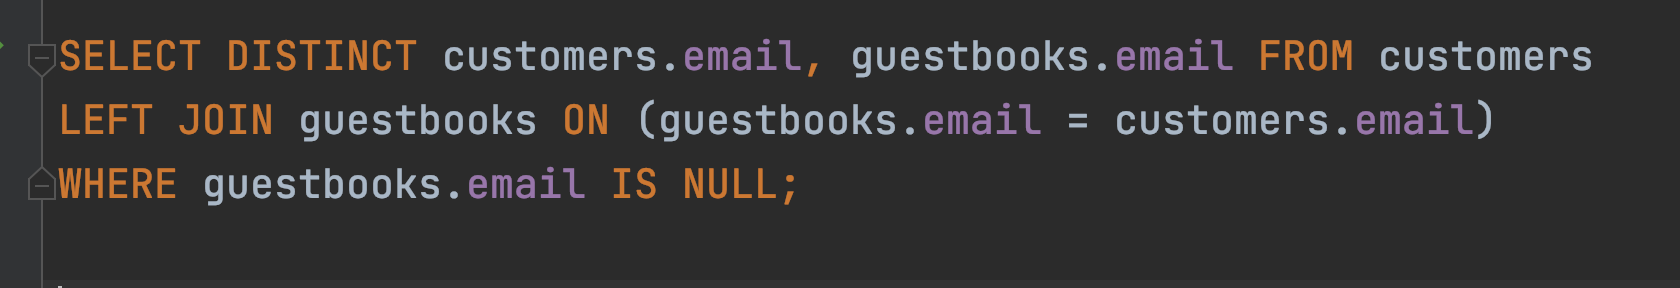 SELECT DISTINCT customers.email, guestbooks.email FROM customers
LEFT JOIN guestbooks ON (guestbooks.email = customers.email)
WHERE guestbooks.email IS NULL;